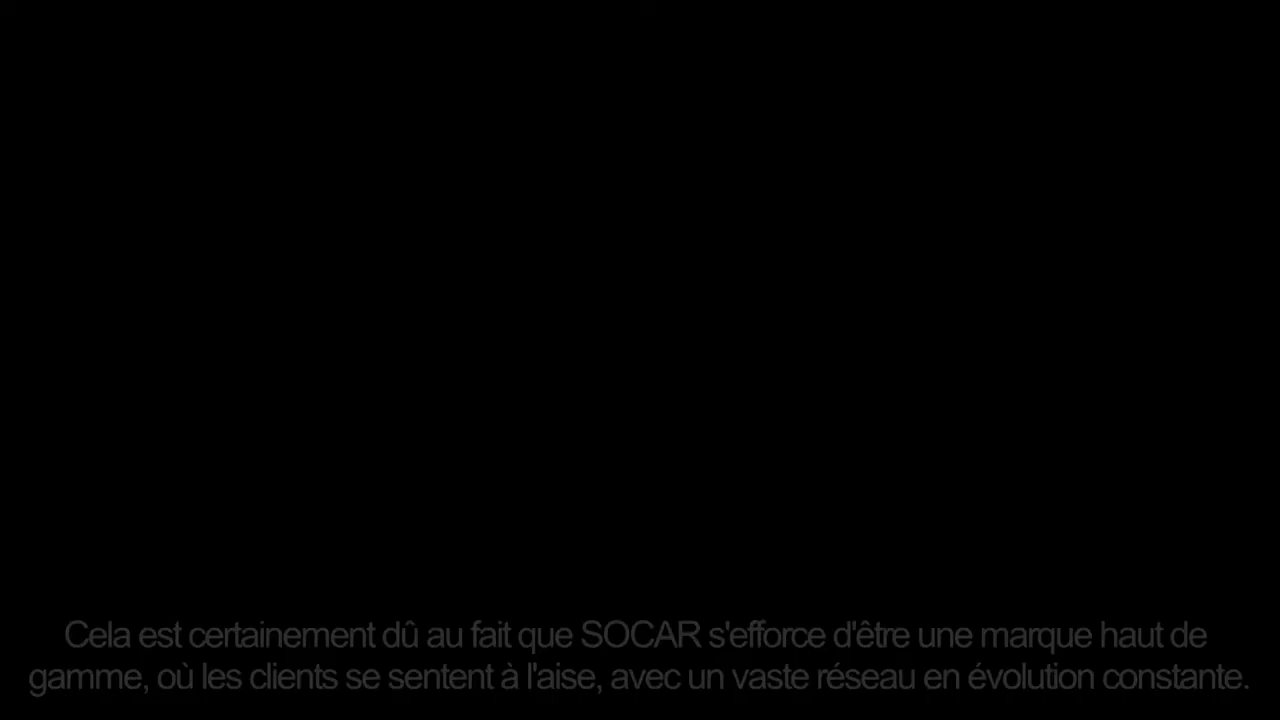 Cela est certainement dû au fait que SOCAR s'efforce d'être une marque haut de
gamme, où les clients se sentent à l'aise, avec un vaste réseau en évolution constante.